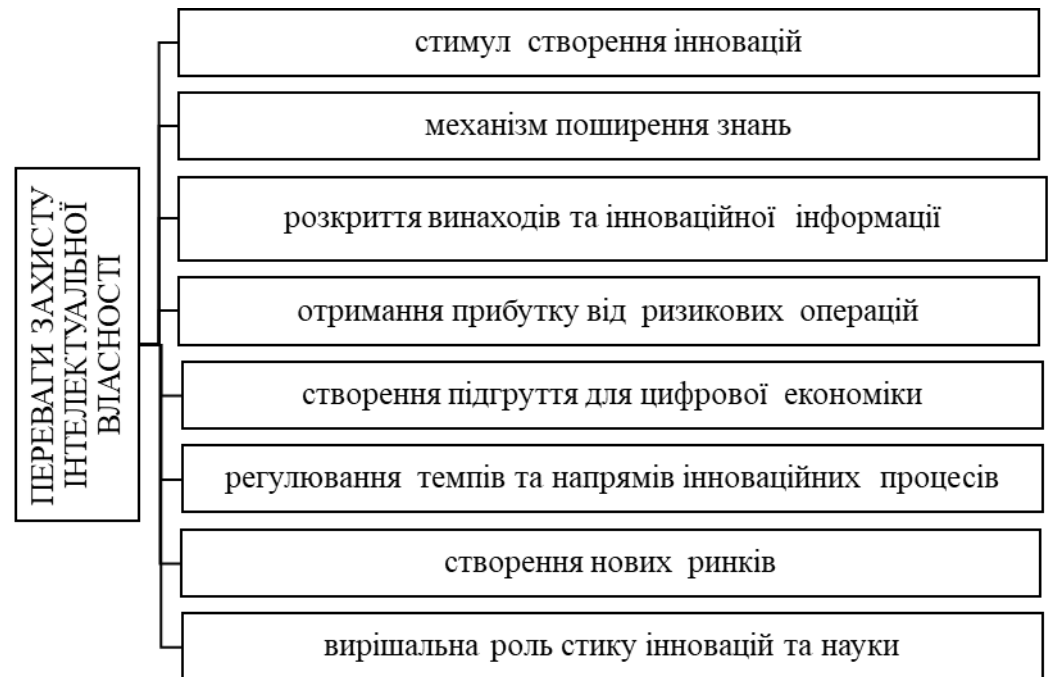 ПЕРЕВАГИ ЗАХИСТУ
ІНТЕЛЕКТУАЛЬНОЇ
ВЛАСНОСТІ
стимул створення інновацій
механізм поширення знань
розкриття винаходів та інноваційної інформації
отримання прибутку від ризикових операцій
створення підгруття для цифрової економіки
регулювання темпів та напрямів інноваційних процесів
створення нових ринків
вирішальна роль стику інновацій та науки